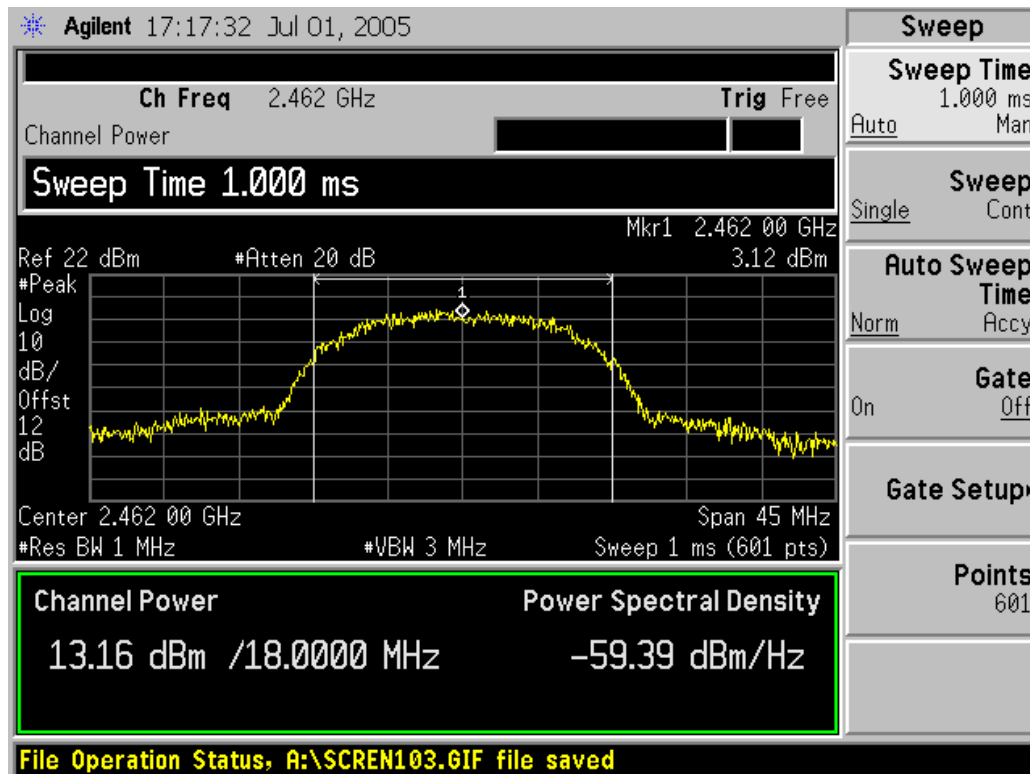 Agilent 17:17:32 Jul 01, 2005
Ch Freq 2.462 GHz Trig Free
Channel Power
Sweep Time 1.000 ms
Mkr1 2.462 00 GHz
Ref 22 dBm #Atten 20 dB 3.12 dBm
#Peak
Log
10
dB/
Offst
12
dB
1
Center 2.462 00 GHz Span 45 MHz
#Res BW 1 MHz #VBW 3 MHz Sweep 1 ms (601 pts)
Channel Power Power Spectral Density
13.16 dBm /18.0000 MHz -59.39 dBm/Hz
File Operation Status, A:\SCREN103.GIF file saved
Sweep
Sweep Time
1.000 ms
Auto Man
Sweep
Single Cont
Auto Sweep
Time
Norm Accy
Gate
On Off
Gate Setup
Points
601